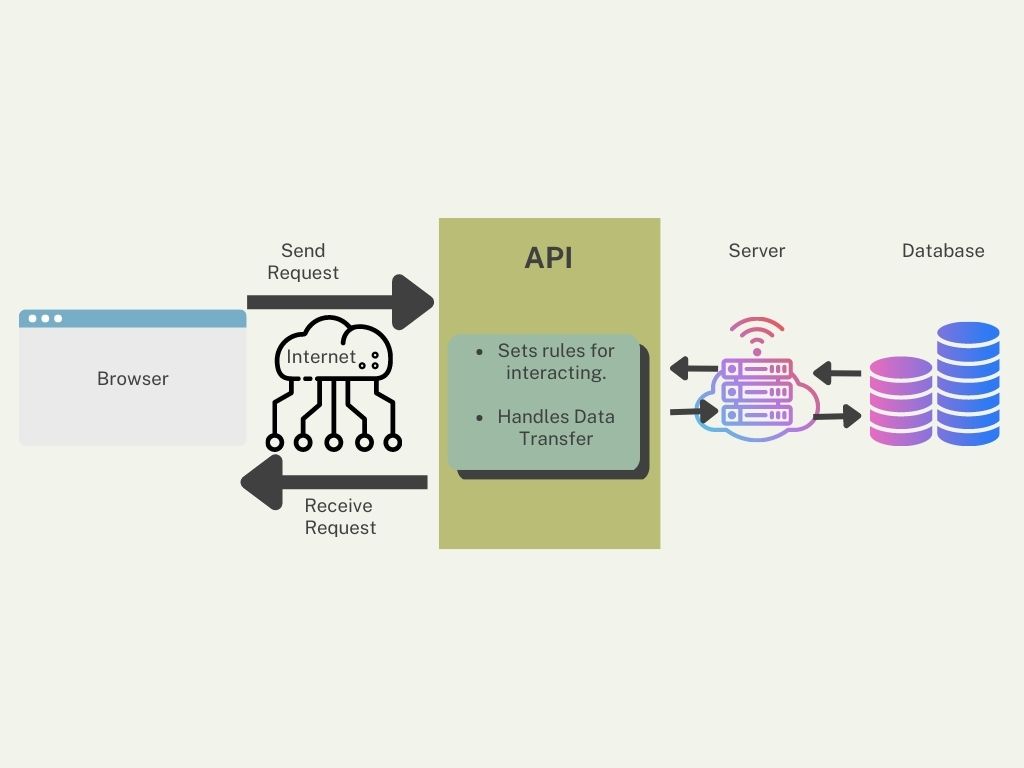 Send
Request
Browser
Internet
Receive
Request
API
• Sets rules for
interacting.
• Handles Data
Transfer
Server
Database